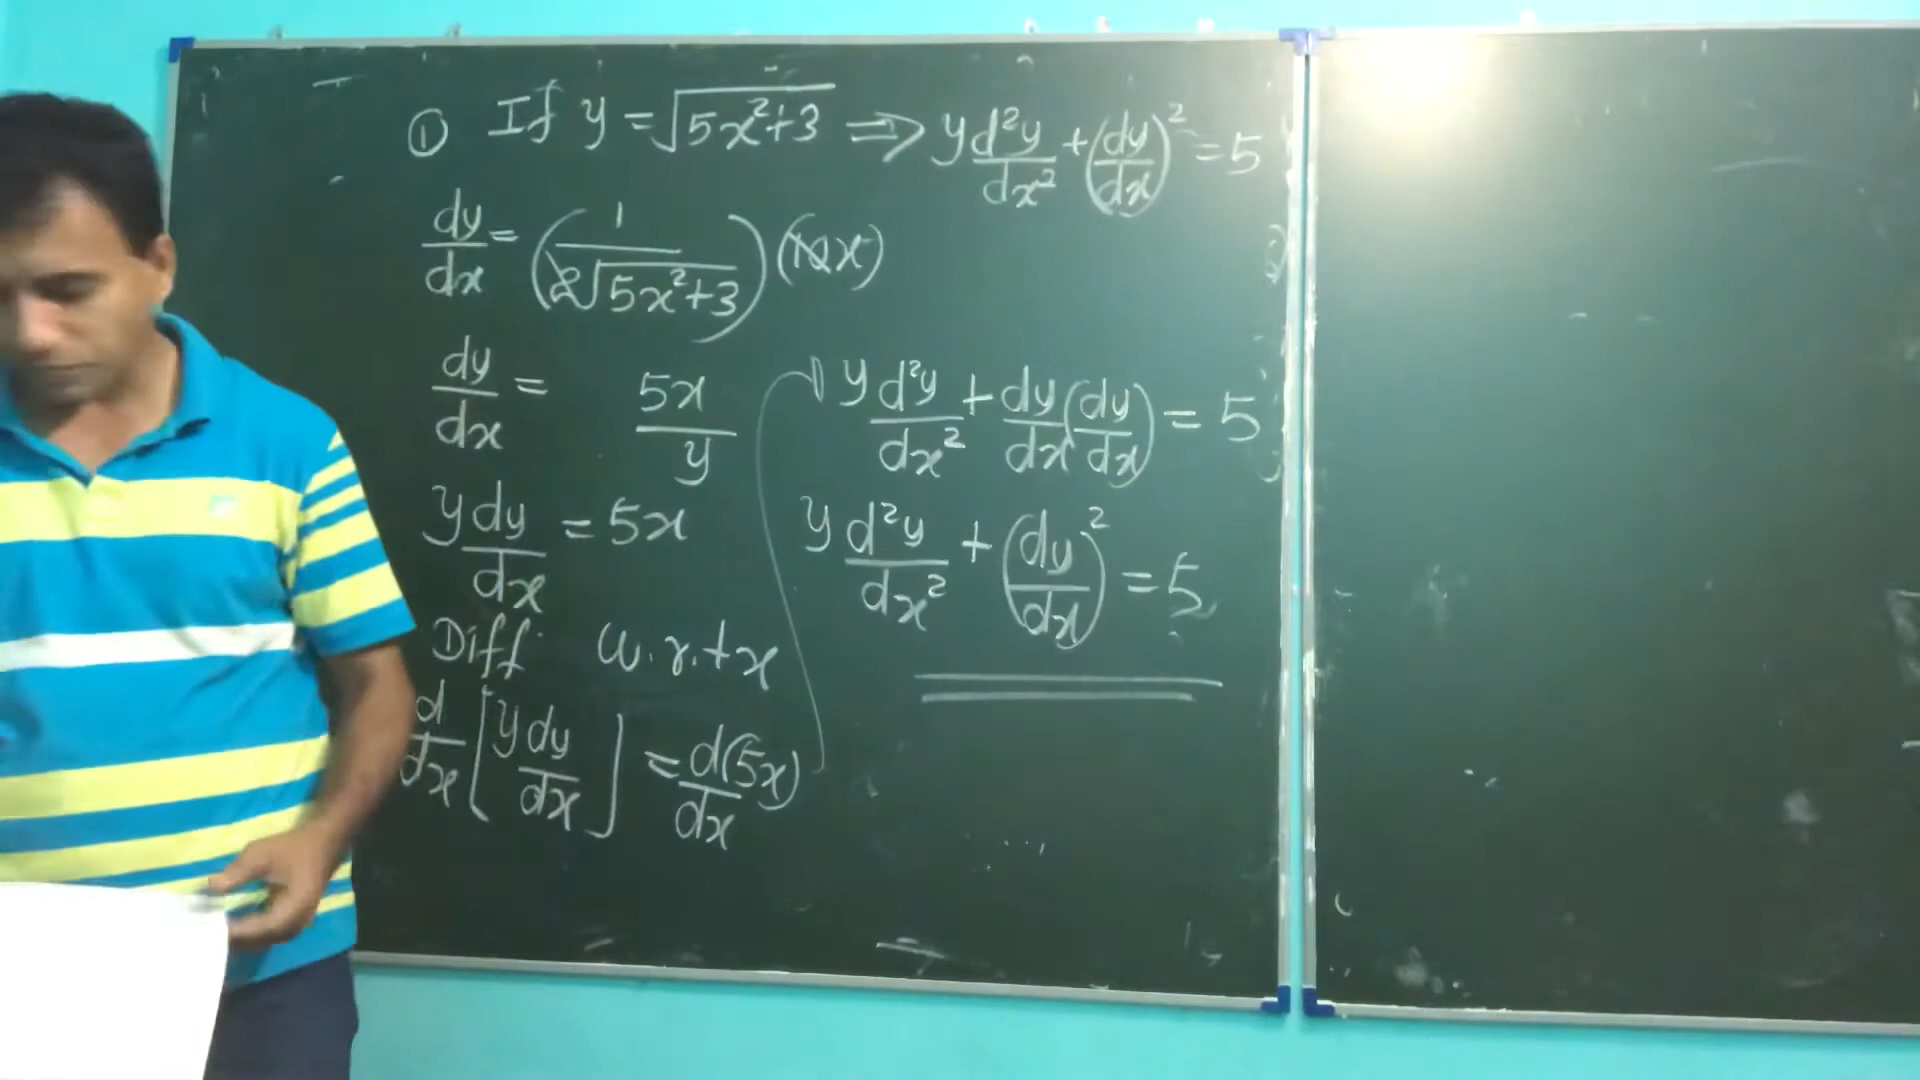 ① If y = √(5x²+3) ⟹ y d²y/dx² + (dy/dx)² = 5
dy/dx = (1/(2√(5x²+3))) (10x)
dy/dx = 5x/y
y dy/dx = 5x
Diff w.r.t x
d/dx [y dy/dx] = d(5x)/dx
y d²y/dx² + dy/dx (dy/dx) = 5
y d²y/dx² + (dy/dx)² = 5